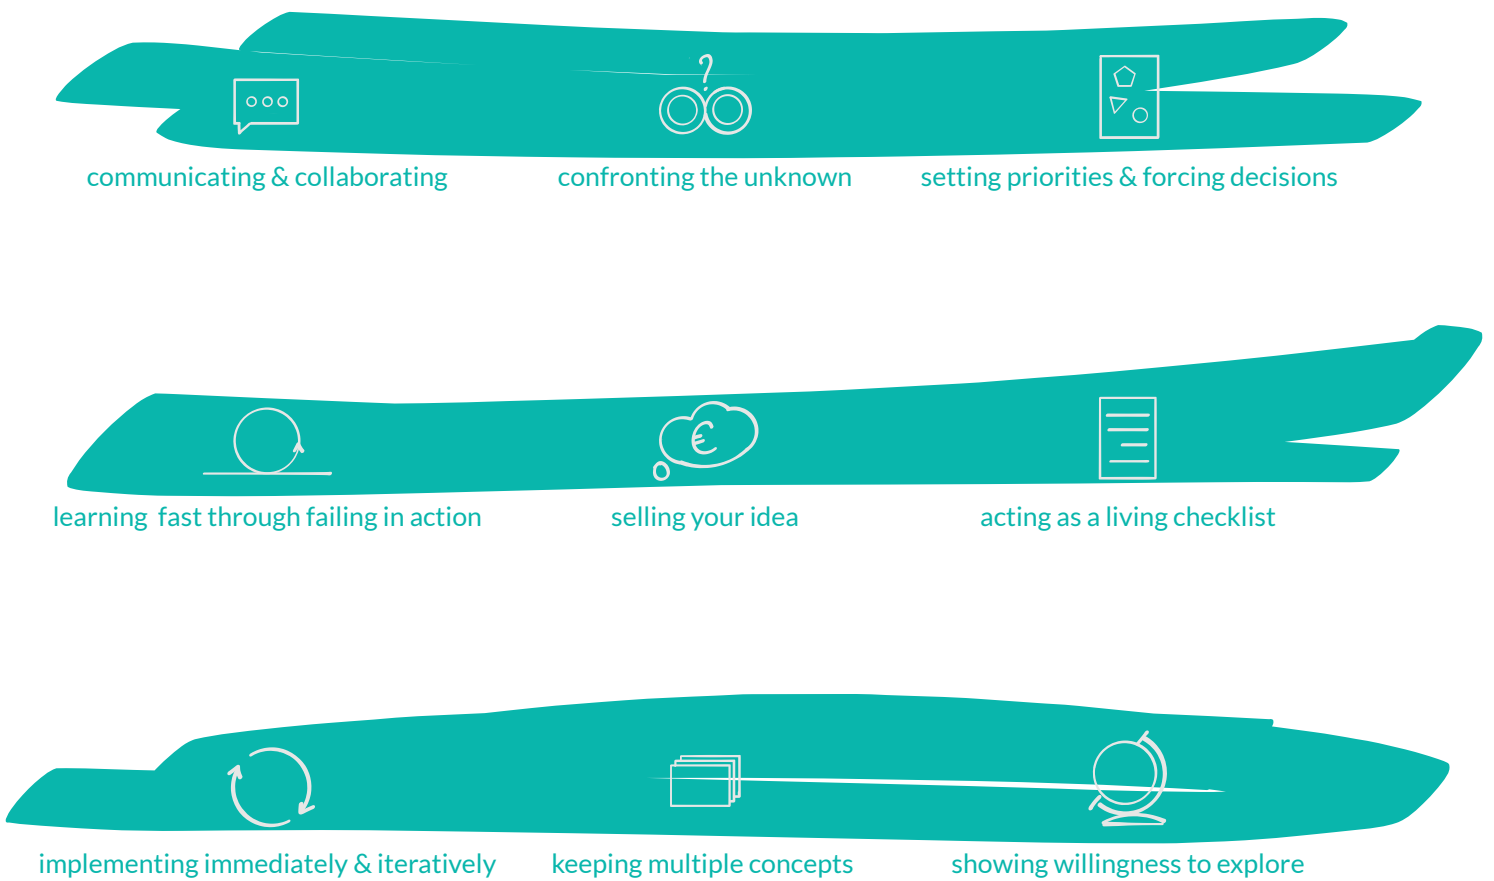 ?
communicating & collaborating
confronting the unknown
setting priorities & forcing decisions
€
learning fast through failing in action
selling your idea
acting as a living checklist
implementing immediately & iteratively
keeping multiple concepts
showing willingness to explore